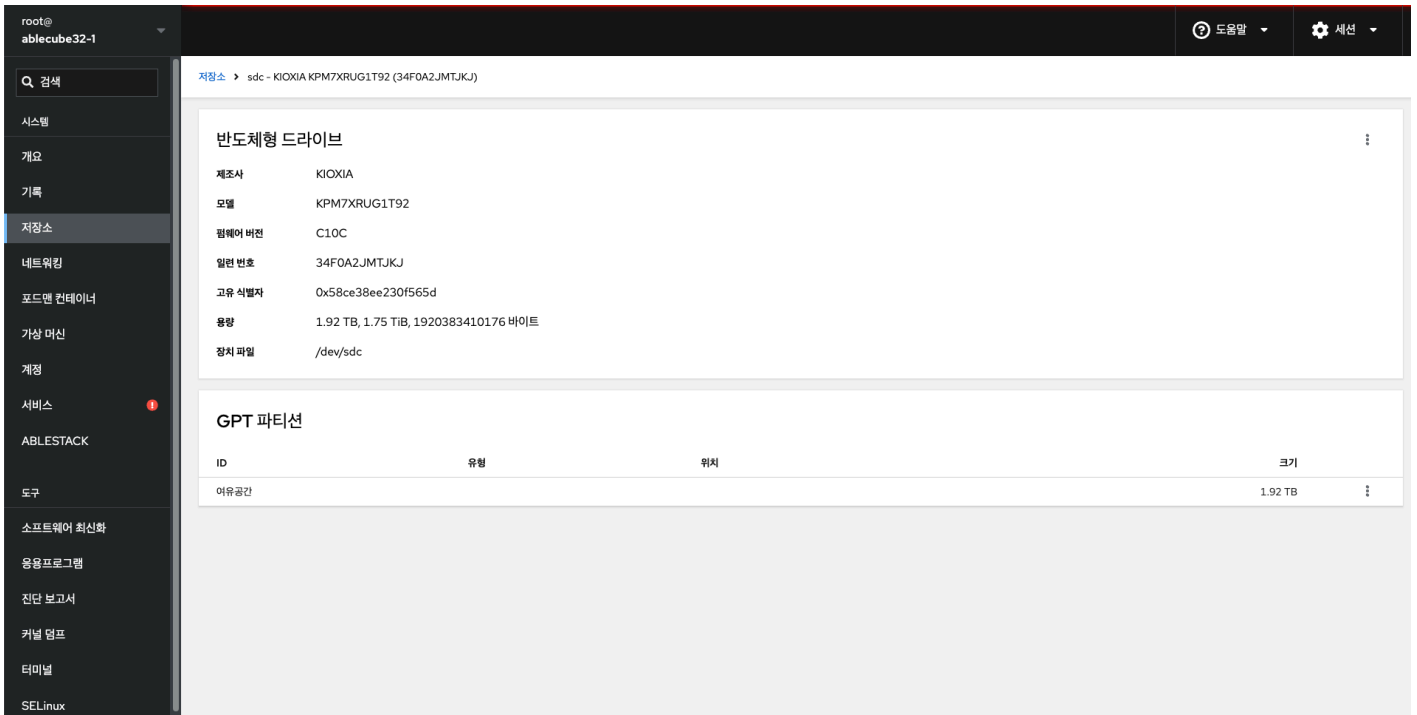 root@
ablecube32-1
도움말
세션
검색
저장소 > sdc - KIOXIA KPM7XRUG1T92 (34F0A2JMTJKJ)
시스템
개요
기록
저장소
네트워킹
포드맨 컨테이너
가상 머신
계정
서비스
ABLESTACK
도구
소프트웨어 최신화
응용프로그램
진단 보고서
커널 덤프
터미널
SELinux
반도체형 드라이브
제조사 KIOXIA
모델 KPM7XRUG1T92
펌웨어 버전 C10C
일련 번호 34F0A2JMTJKJ
고유 식별자 0x58ce38ee230f565d
용량 1.92 TB, 1.75 TiB, 1920383410176 바이트
장치 파일 /dev/sdc
GPT 파티션
ID 유형 위치 크기
여유공간 1.92 TB